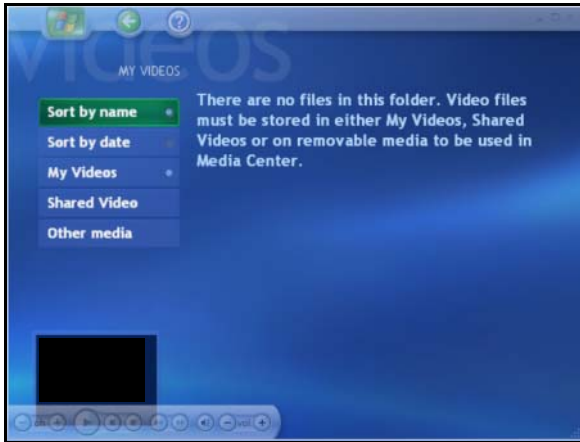 videos
MY VIDEOS
Sort by name
Sort by date
My Videos
Shared Video
Other media
There are no files in this folder. Video files
must be stored in either My Videos, Shared
Videos or on removable media to be used in
Media Center.
ch
vol